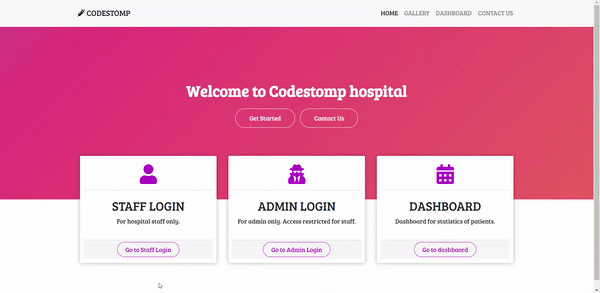 CODESTOMP
HOME GALLERY DASHBOARD CONTACT US
Welcome to Codestomp hospital
Get Started
Contact Us
STAFF LOGIN
For hospital staff only.
Go to Staff Login
ADMIN LOGIN
For admin only. Access restricted for staff.
Go to Admin Login
DASHBOARD
Dashboard for statistics of patients.
Go to dashbaord